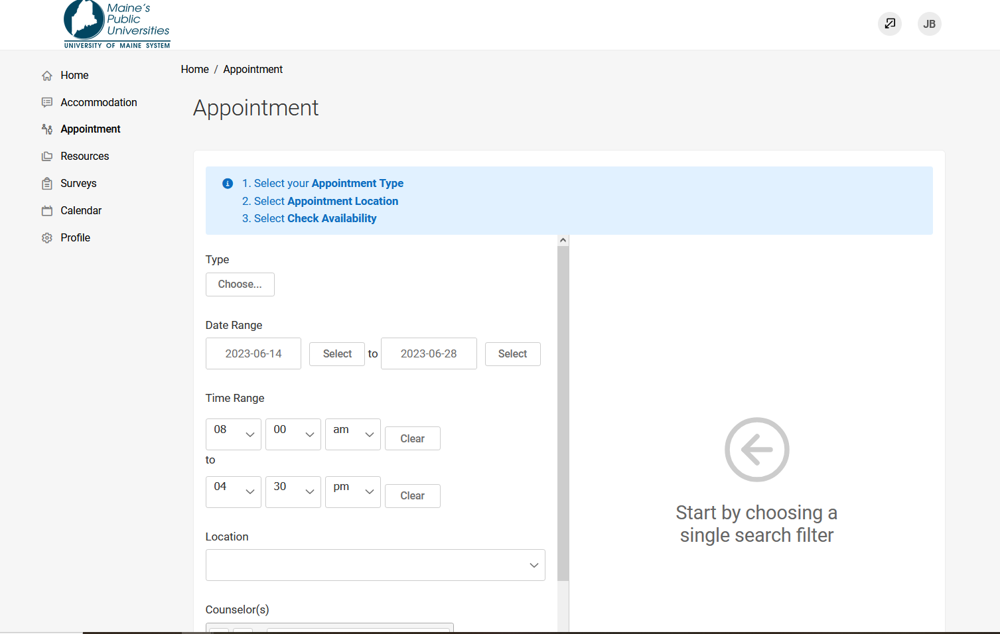 Maine's
Public
Universities
UNIVERSITY OF MAINE SYSTEM
JB
Home
Accommodation
Appointment
Resources
Surveys
Calendar
Profile
Home / Appointment
Appointment
1. Select your Appointment Type
2. Select Appointment Location
3. Select Check Availability
Type
Choose...
Date Range
2023-06-14 Select to 2023-06-28 Select
Time Range
08 00 am Clear
to
04 30 pm Clear
Location
Counselor(s)
Start by choosing a
single search filter